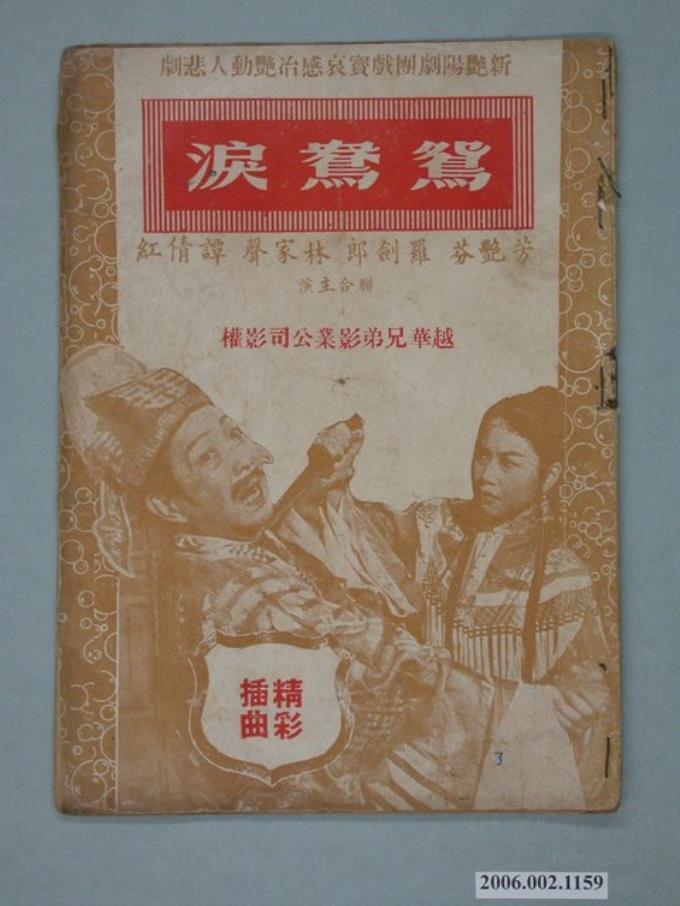 新艷陽劇團戲寶哀感冶艷動人悲劇
鴛鴦淚
芳艷芬 羅劍郎 林家聲 譚倩紅
聯合主演
越華兄弟影業公司影權
精彩
插曲
3
2006.002.1159